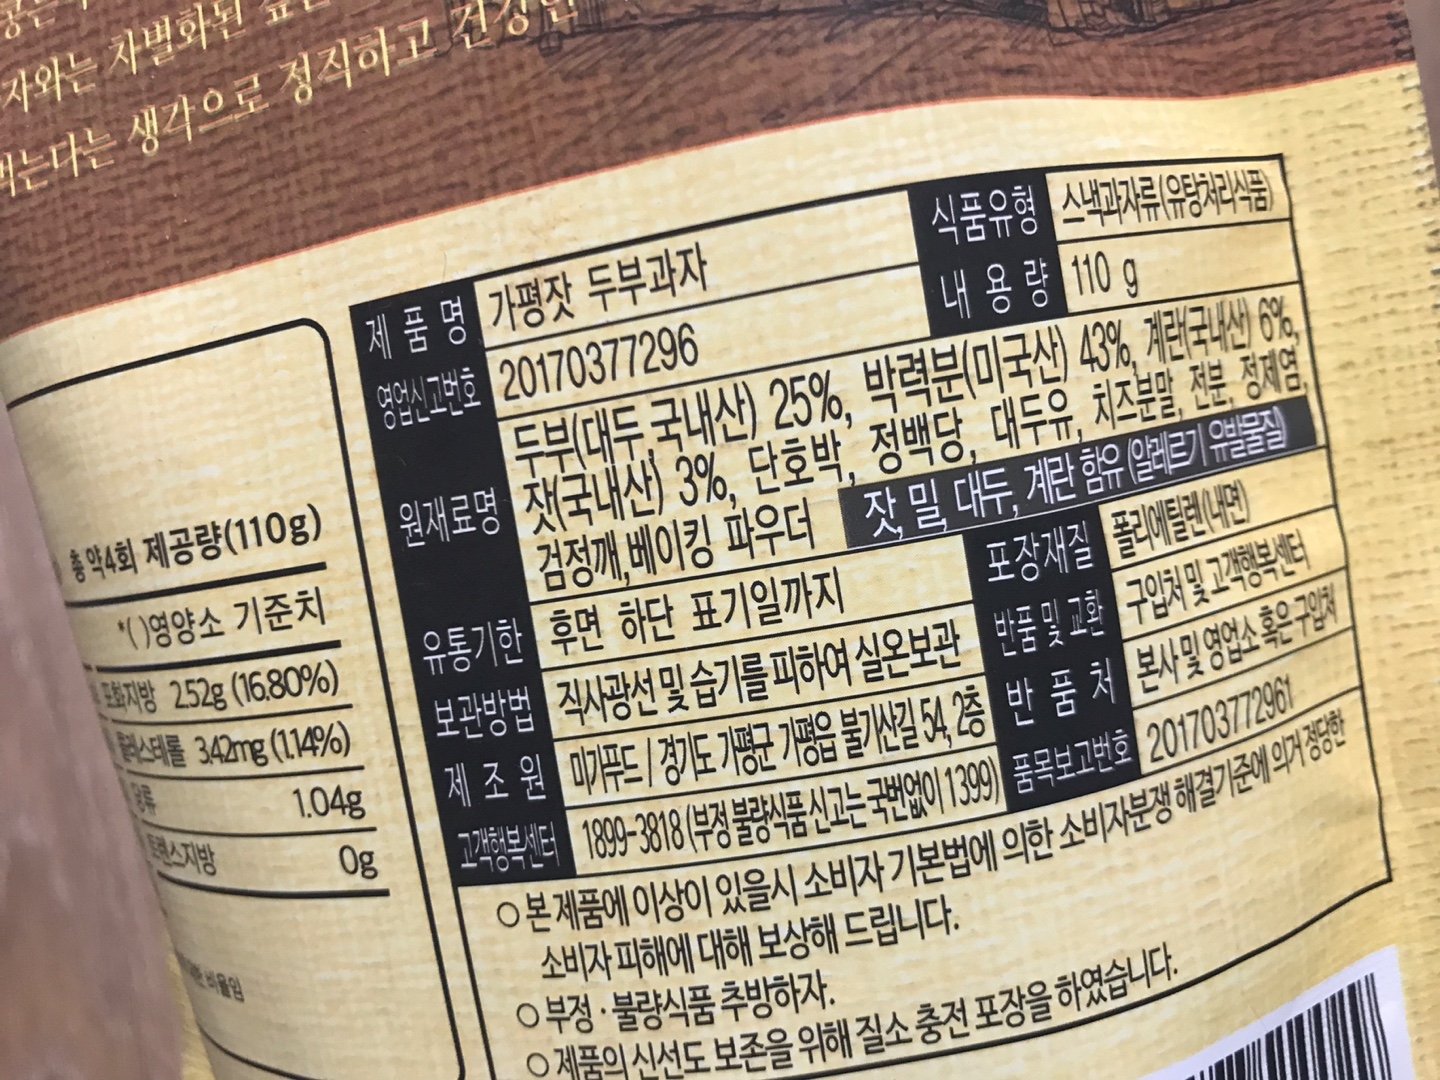 자와는 차별화된
생각으로 정직하고 건강한
총 약4회 제공량(110g)
*( )영양소 기준치
포화지방 2.52g (16.80%)
콜레스테롤 3.42mg (1.14%)
당류 1.04g
트랜스지방 0g
비율임
제 품 명 가평잣 두부과자 식품유형 스낵과자류(유탕처리식품)
영업신고번호 20170377296 내 용 량 110 g
원재료명 두부(대두,국내산) 25%, 박력분(미국산) 43%, 계란(국내산) 6%,
잣(국내산) 3%, 단호박, 정백당, 대두유, 치즈분말, 전분, 정제염,
검정깨,베이킹 파우더 잣, 밀, 대두, 계란 함유 (알레르기 유발물질)
유통기한 후면 하단 표기일까지 포장재질 폴리에틸렌(내면)
보관방법 직사광선 및 습기를 피하여 실온보관 반품 및 교환 구입처 및 고객행복센터
제 조 원 미가푸드 / 경기도 가평군 가평읍 불기산길 54, 2층 반 품 처 본사 및 영업소 혹은 구입처
고객행복센터 1899-3818 (부정 불량식품 신고는 국번없이 1399) 품목보고번호 201703772961
○ 본 제품에 이상이 있을시 소비자 기본법에 의한 소비자분쟁 해결기준에 의거 정당한
소비자 피해에 대해 보상해 드립니다.
○ 부정 · 불량식품 추방하자.
○ 제품의 신선도 보존을 위해 질소 충전 포장을 하였습니다.